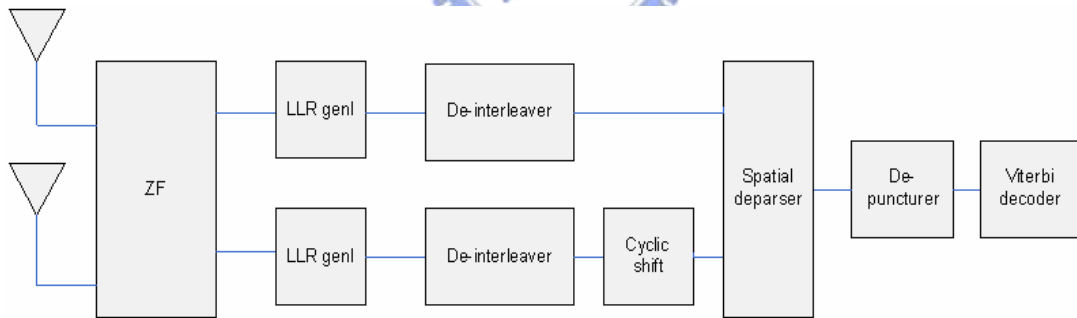 ZF
LLR genl
De-interleaver
LLR genl
De-interleaver
Cyclic
shift
Spatial
deparser
De-
puncturer
Viterbi
decoder